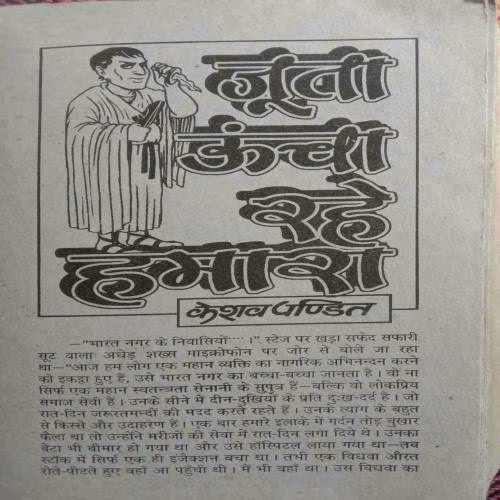 जूता
ऊंचा
रहे
हमारा
केशव पण्डित
—“भारत नगर के निवासियों....।” स्टेज पर खड़ा सफेद सफारी
सूट वाला अधेड़ शख्स माइक्रोफोन पर जोर से बोले जा रहा
था—“आज हम लोग एक महान व्यक्ति का नागरिक अभिनन्दन करने
को इकट्ठा हुए हैं, उसे भारत नगर का बच्चा-बच्चा जानता है। वो ना
सिर्फ एक महान स्वतन्त्रता सेनानी के सुपुत्र हैं—बल्कि वो लोकप्रिय
समाज सेवी हैं। उनके सीने में दीन-दुखियों के प्रति दुःख-दर्द है। जो
रात-दिन जरूरतमन्दों की मदद करते रहते हैं। उनके त्याग के बहुत
से किस्से और उदाहरण हैं। एक बार हमारे इलाके में गर्दन तोड़ बुखार
फैला था तो उन्होंने मरीजों की सेवा में रात-दिन लगा दिये थे। उनका
बेटा भी बीमार हो गया था और उसे हॉस्पिटल लाया गया था—तब
स्टॉक में सिर्फ एक ही इंजेक्शन बचा था। तभी एक विधवा औरत
रोते-पीटते हुए वहाँ आ पहुंची थी। मैं भी वहाँ था। उस विधवा का